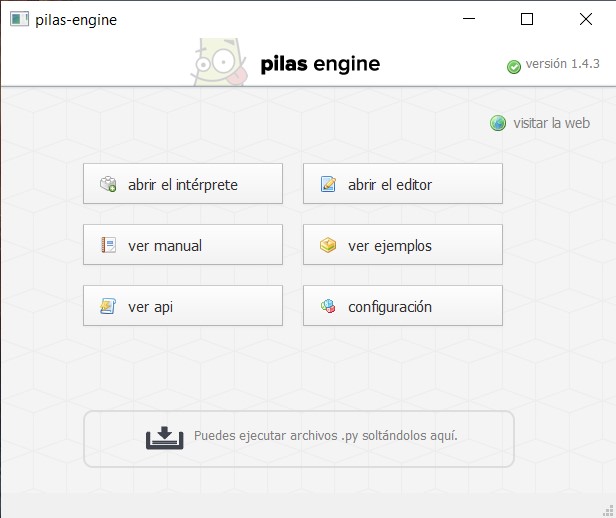 pilas-engine
pilas engine
versión 1.4.3
visitar la web
abrir el intérprete
abrir el editor
ver manual
ver ejemplos
ver api
configuración
Puedes ejecutar archivos .py soltándolos aquí.